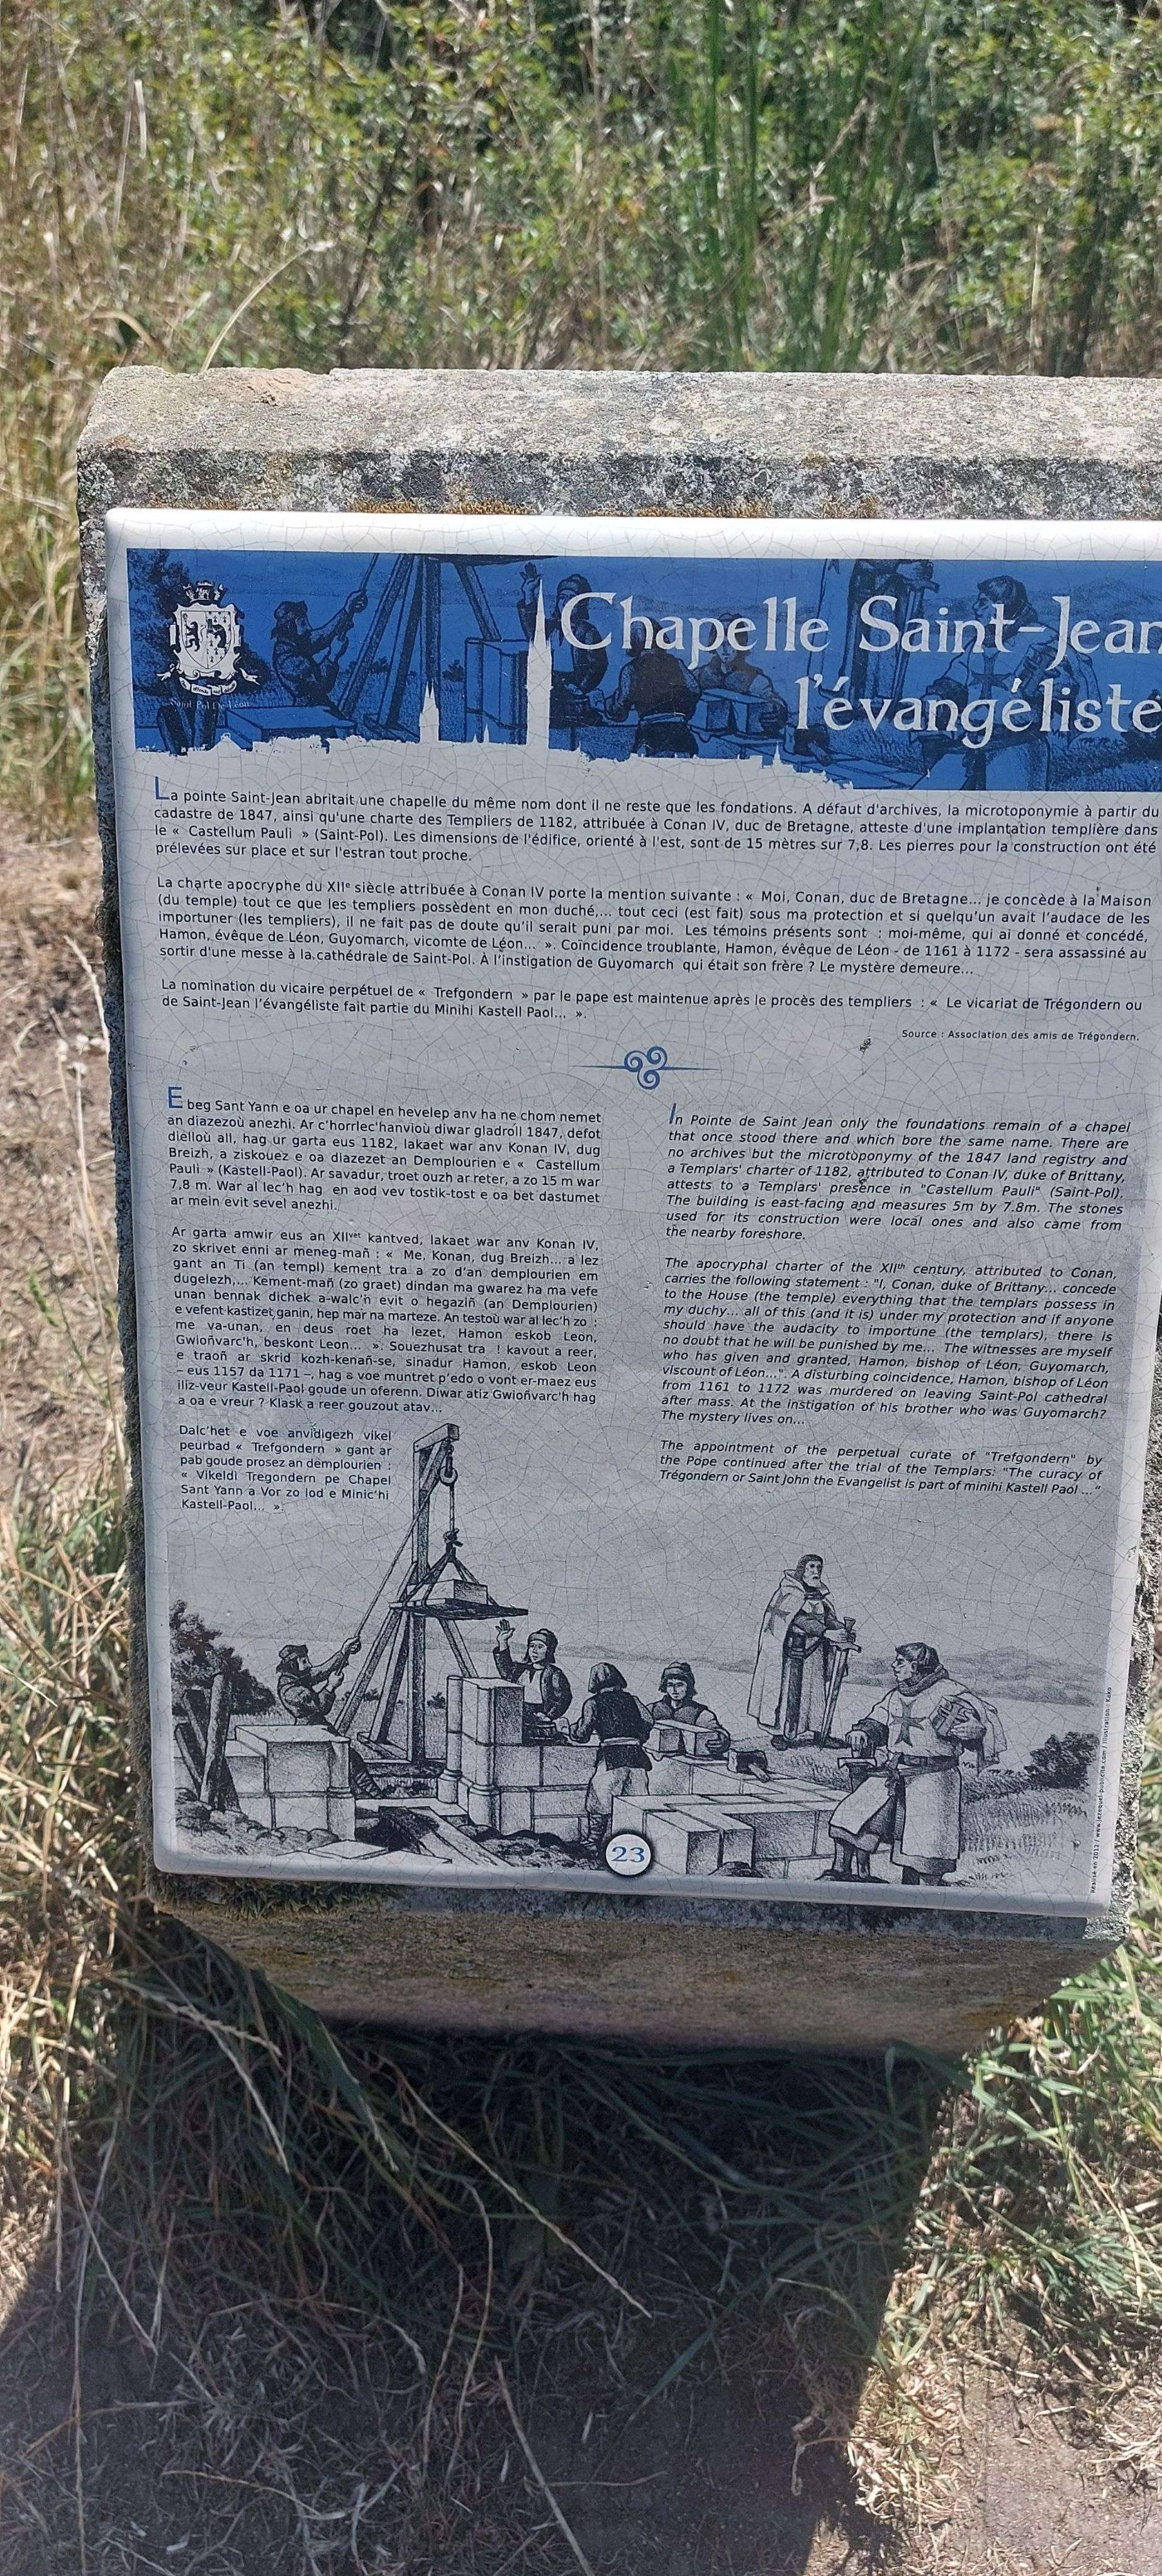 Saint Pol De Léon
Chapelle Saint-Jean
l'évangéliste
La pointe Saint-Jean abritait une chapelle du même nom dont il ne reste que les fondations. A défaut d'archives, la microtoponymie à partir du
cadastre de 1847, ainsi qu'une charte des Templiers de 1182, attribuée à Conan IV, duc de Bretagne, atteste d'une implantation templière dans
le « Castellum Pauli » (Saint-Pol). Les dimensions de l'édifice, orienté à l'est, sont de 15 mètres sur 7,8. Les pierres pour la construction ont été
prélevées sur place et sur l'estran tout proche.
La charte apocryphe du XIIe siècle attribuée à Conan IV porte la mention suivante : « Moi, Conan, duc de Bretagne... je concède à la Maison
(du temple) tout ce que les templiers possèdent en mon duché,... tout ceci (est fait) sous ma protection et si quelqu'un avait l'audace de les
importuner (les templiers), il ne fait pas de doute qu'il serait puni par moi. Les témoins présents sont : moi-même, qui ai donné et concédé,
Hamon, évêque de Léon, Guyomarch, vicomte de Léon... ». Coïncidence troublante, Hamon, évêque de Léon - de 1161 à 1172 - sera assassiné au
sortir d'une messe à la cathédrale de Saint-Pol. À l'instigation de Guyomarch qui était son frère ? Le mystère demeure...
La nomination du vicaire perpétuel de « Trefgondern » par le pape est maintenue après le procès des templiers : « Le vicariat de Trégondern ou
de Saint-Jean l'évangéliste fait partie du Minihi Kastell Paol... ».
Source : Association des amis de Trégondern.
E beg Sant Yann e oa ur chapel en hevelep anv ha ne chom nemet
an diazezoù anezhi. Ar c'horrlec'hanvioù diwar gladroll 1847, defot
dielloù all, hag ur garta eus 1182, lakaet war anv Konan IV, dug
Breizh, a ziskouez e oa diazezet an Demplourien e « Castellum
Pauli » (Kastell-Paol). Ar savadur, troet ouzh ar reter, a zo 15 m war
7,8 m. War al lec'h hag en aod vev tostik-tost e oa bet dastumet
ar mein evit sevel anezhi.
Ar garta amwir eus an XIIvet kantved, lakaet war anv Konan IV,
zo skrivet enni ar meneg-mañ : « Me, Konan, dug Breizh... a lez
gant an Ti (an templ) kement tra a zo d'an demplourien em
dugelezh,... Kement-mañ (zo graet) dindan ma gwarez ha ma vefe
unan bennak dichek a-walc'h evit o hegaziñ (an Demplourien)
e vefent kastizet ganin, hep mar na marteze. An testoù war al lec'h zo :
me va-unan, en deus roet ha lezet, Hamon eskob Leon,
Gwioñvarc'h, beskont Leon... ». Souezhusat tra ! kavout a reer,
e traoñ ar skrid kozh-kenañ-se, sinadur Hamon, eskob Leon
– eus 1157 da 1171 –, hag a voe muntret p'edo o vont er-maez eus
iliz-veur Kastell-Paol goude un oferenn. Diwar atiz Gwioñvarc'h hag
a oa e vreur ? Klask a reer gouzout atav...
Dalc'het e voe anvidigezh vikel
peurbad « Trefgondern » gant ar
pab goude prosez an demplourien :
« Vikeldi Tregondern pe Chapel
Sant Yann a Vor zo lod e Minic'hi
Kastell-Paol... ».
In Pointe de Saint Jean only the foundations remain of a chapel
that once stood there and which bore the same name. There are
no archives but the microtoponymy of the 1847 land registry and
a Templars' charter of 1182, attributed to Conan IV, duke of Brittany,
attests to a Templars' presence in "Castellum Pauli" (Saint-Pol).
The building is east-facing and measures 5m by 7.8m. The stones
used for its construction were local ones and also came from
the nearby foreshore.
The apocryphal charter of the XIIth century, attributed to Conan,
carries the following statement : "I, Conan, duke of Brittany... concede
to the House (the temple) everything that the templars possess in
my duchy... all of this (and it is) under my protection and if anyone
should have the audacity to importune (the templars), there is
no doubt that he will be punished by me... The witnesses are myself
who has given and granted, Hamon, bishop of Léon, Guyomarch,
viscount of Léon...". A disturbing coincidence, Hamon, bishop of Léon
from 1161 to 1172 was murdered on leaving Saint-Pol cathedral
after mass. At the instigation of his brother who was Guyomarch?
The mystery lives on...
The appointment of the perpetual curate of "Trefgondern" by
the Pope continued after the trial of the Templars: "The curacy of
Trégondern or Saint John the Evangelist is part of minihi Kastell Paol ..."
23